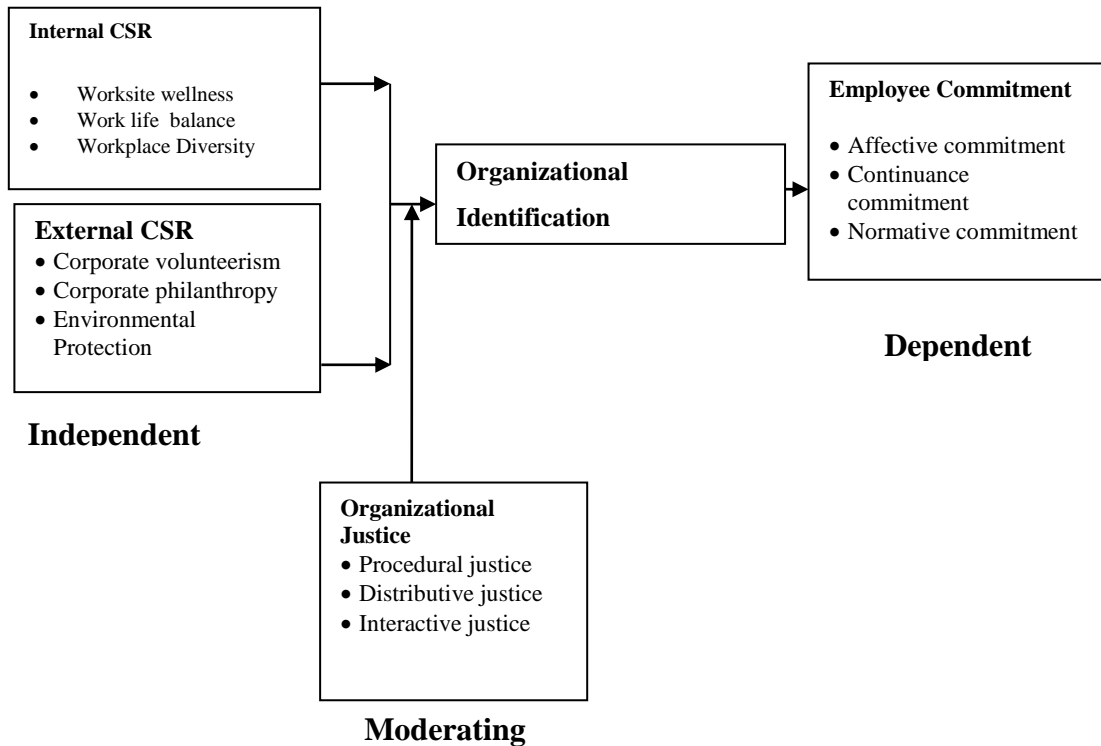 Internal CSR
• Worksite wellness
• Work life balance
• Workplace Diversity
External CSR
• Corporate volunteerism
• Corporate philanthropy
• Environmental
Protection
Independent
Organizational
Identification
Employee Commitment
• Affective commitment
• Continuance
commitment
• Normative commitment
Dependent
Organizational
Justice
• Procedural justice
• Distributive justice
• Interactive justice
Moderating